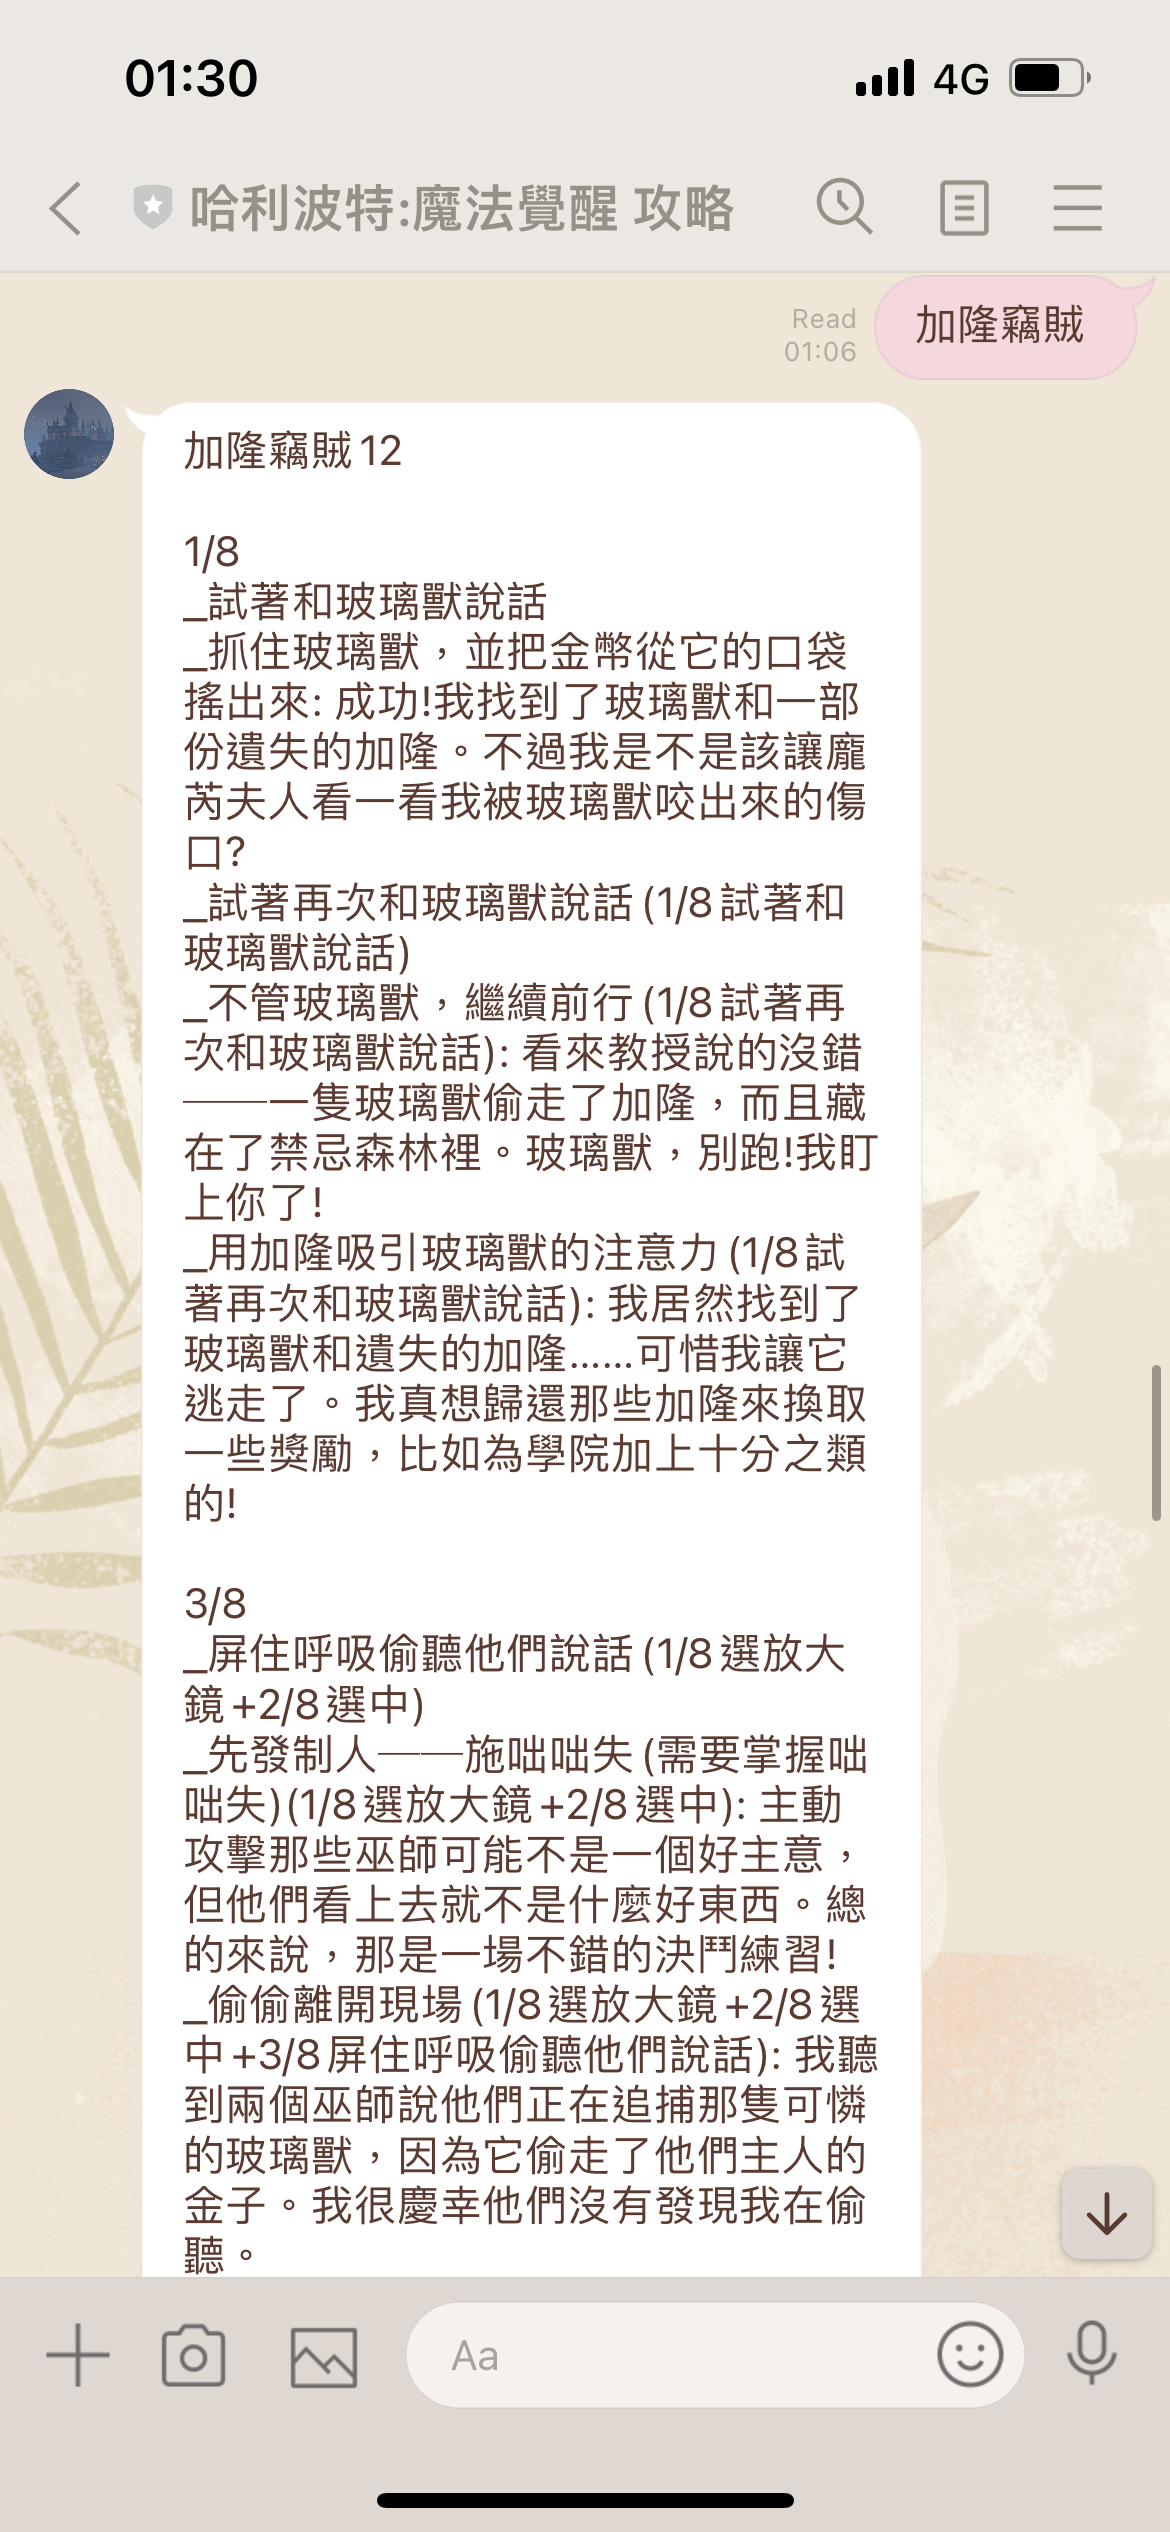 01:30
4G
哈利波特:魔法覺醒 攻略
Read
01:06
加隆竊賊
加隆竊賊12
1/8
_試著和玻璃獸說話
_抓住玻璃獸，並把金幣從它的口袋
搖出來: 成功!我找到了玻璃獸和一部
份遺失的加隆。不過我是不是該讓龐
芮夫人看一看我被玻璃獸咬出來的傷
口?
_試著再次和玻璃獸說話(1/8試著和
玻璃獸說話)
_不管玻璃獸，繼續前行(1/8試著再
次和玻璃獸說話): 看來教授說的沒錯
——一隻玻璃獸偷走了加隆，而且藏
在了禁忌森林裡。玻璃獸，別跑!我盯
上你了!
_用加隆吸引玻璃獸的注意力(1/8試
著再次和玻璃獸說話): 我居然找到了
玻璃獸和遺失的加隆......可惜我讓它
逃走了。我真想歸還那些加隆來換取
一些獎勵，比如為學院加上十分之類
的!
3/8
_屏住呼吸偷聽他們說話(1/8選放大
鏡+2/8選中)
_先發制人——施咄咄失(需要掌握咄
咄失)(1/8選放大鏡+2/8選中): 主動
攻擊那些巫師可能不是一個好主意，
但他們看上去就不是什麼好東西。總
的來說，那是一場不錯的決鬥練習!
_偷偷離開現場(1/8選放大鏡+2/8選
中+3/8屏住呼吸偷聽他們說話): 我聽
到兩個巫師說他們正在追捕那隻可憐
的玻璃獸，因為它偷走了他們主人的
金子。我很慶幸他們沒有發現我在偷
聽。
Aa